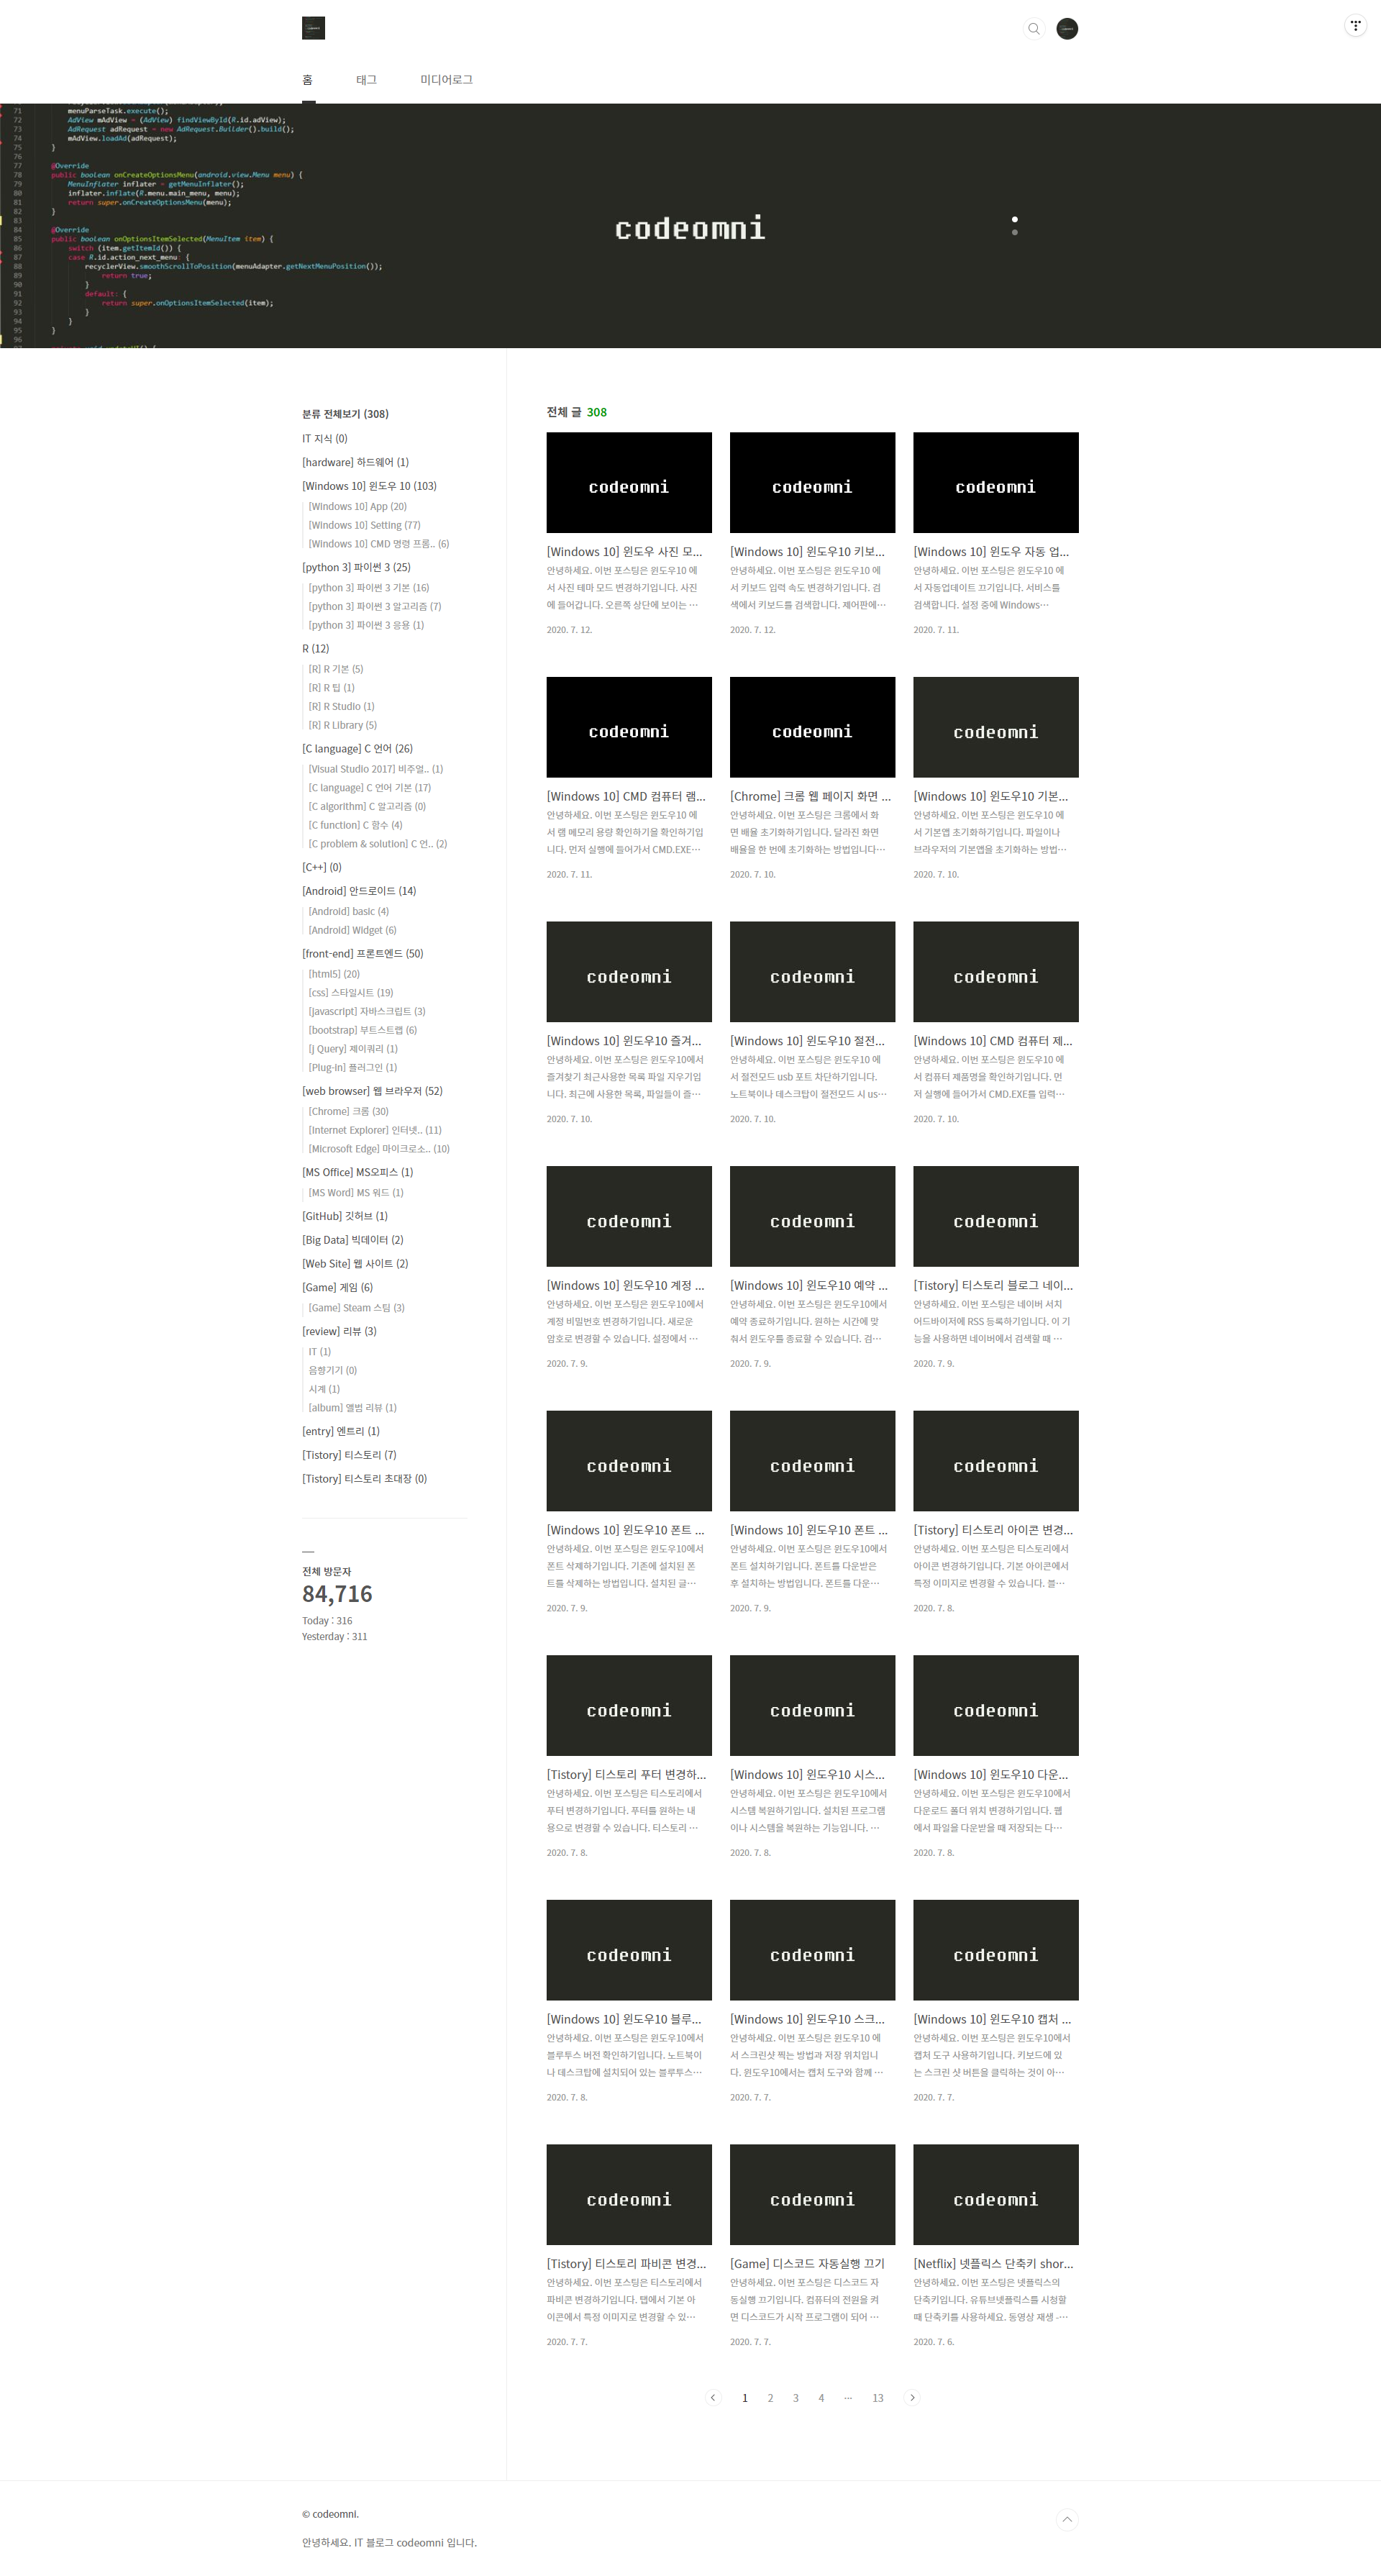 codeomni
홈
태그
미디어로그
71 menuParseTask.execute();
72 AdView mAdView = (AdView) findViewById(R.id.adView);
73 AdRequest adRequest = new AdRequest.Builder().build();
74 mAdView.loadAd(adRequest);
75 }
76
77 @Override
78 public boolean onCreateOptionsMenu(android.view.Menu menu) {
79 MenuInflater inflater = getMenuInflater();
80 inflater.inflate(R.menu.main_menu, menu);
81 return super.onCreateOptionsMenu(menu);
82 }
83
84 @Override
85 public boolean onOptionsItemSelected(MenuItem item) {
86 switch (item.getItemId()) {
87 case R.id.action_next_menu: {
88 recyclerView.smoothScrollToPosition(menuAdapter.getNextMenuPosition());
89 return true;
90 }
91 default: {
92 return super.onOptionsItemSelected(item);
93 }
94 }
95 }
96
codeomni
분류 전체보기 (308)
IT 지식 (0)
[hardware] 하드웨어 (1)
[Windows 10] 윈도우 10 (103)
[Windows 10] App (20)
[Windows 10] Setting (77)
[Windows 10] CMD 명령 프롬.. (6)
[python 3] 파이썬 3 (25)
[python 3] 파이썬 3 기본 (16)
[python 3] 파이썬 3 알고리즘 (7)
[python 3] 파이썬 3 응용 (1)
R (12)
[R] R 기본 (5)
[R] R 팁 (1)
[R] R Studio (1)
[R] R Library (5)
[C language] C 언어 (26)
[Visual Studio 2017] 비주얼.. (1)
[C language] C 언어 기본 (17)
[C algorithm] C 알고리즘 (0)
[C function] C 함수 (4)
[C problem & solution] C 언.. (2)
[C++] (0)
[Android] 안드로이드 (14)
[Android] basic (4)
[Android] Widget (6)
[front-end] 프론트엔드 (50)
[html5] (20)
[css] 스타일시트 (19)
[javascript] 자바스크립트 (3)
[bootstrap] 부트스트랩 (6)
[j Query] 제이쿼리 (1)
[Plug-In] 플러그인 (1)
[web browser] 웹 브라우저 (52)
[Chrome] 크롬 (30)
[Internet Explorer] 인터넷.. (11)
[Microsoft Edge] 마이크로소.. (10)
[MS Office] MS오피스 (1)
[MS Word] MS 워드 (1)
[GitHub] 깃허브 (1)
[Big Data] 빅데이터 (2)
[Web Site] 웹 사이트 (2)
[Game] 게임 (6)
[Game] Steam 스팀 (3)
[review] 리뷰 (3)
IT (1)
음향기기 (0)
시계 (1)
[album] 앨범 리뷰 (1)
[entry] 엔트리 (1)
[Tistory] 티스토리 (7)
[Tistory] 티스토리 초대장 (0)
전체 방문자
84,716
Today : 316
Yesterday : 311
전체 글 308
codeomni
[Windows 10] 윈도우 사진 모...
안녕하세요. 이번 포스팅은 윈도우10 에
서 사진 테마 모드 변경하기입니다. 사진
에 들어갑니다. 오른쪽 상단에 보이는 ⋯
2020. 7. 12.
codeomni
[Windows 10] 윈도우10 키보...
안녕하세요. 이번 포스팅은 윈도우10 에
서 키보드 입력 속도 변경하기입니다. 검
색에서 키보드를 검색합니다. 제어판에⋯
2020. 7. 12.
codeomni
[Windows 10] 윈도우 자동 업...
안녕하세요. 이번 포스팅은 윈도우10 에
서 자동업데이트 끄기입니다. 서비스를
검색합니다. 설정 중에 Windows⋯
2020. 7. 11.
codeomni
[Windows 10] CMD 컴퓨터 램...
안녕하세요. 이번 포스팅은 윈도우10 에
서 램 메모리 용량 확인하기을 확인하기입
니다. 먼저 실행에 들어가서 CMD.EXE⋯
2020. 7. 11.
codeomni
[Chrome] 크롬 웹 페이지 화면 ...
안녕하세요. 이번 포스팅은 크롬에서 화
면 배율 초기화하기입니다. 달라진 화면
배율을 한 번에 초기화하는 방법입니다⋯
2020. 7. 10.
codeomni
[Windows 10] 윈도우10 기본...
안녕하세요. 이번 포스팅은 윈도우10 에
서 기본앱 초기화하기입니다. 파일이나
브라우저의 기본앱을 초기화하는 방법⋯
2020. 7. 10.
codeomni
[Windows 10] 윈도우10 즐겨...
안녕하세요. 이번 포스팅은 윈도우10에서
즐겨찾기 최근사용한 목록 파일 지우기입
니다. 최근에 사용한 목록, 파일들이 즐⋯
2020. 7. 10.
codeomni
[Windows 10] 윈도우10 절전...
안녕하세요. 이번 포스팅은 윈도우10 에
서 절전모드 usb 포트 차단하기입니다.
노트북이나 데스크탑이 절전모드 시 us⋯
2020. 7. 10.
codeomni
[Windows 10] CMD 컴퓨터 제...
안녕하세요. 이번 포스팅은 윈도우10 에
서 컴퓨터 제품명을 확인하기입니다. 먼
저 실행에 들어가서 CMD.EXE를 입력⋯
2020. 7. 10.
codeomni
[Windows 10] 윈도우10 계정 ...
안녕하세요. 이번 포스팅은 윈도우10에서
계정 비밀번호 변경하기입니다. 새로운
암호로 변경할 수 있습니다. 설정에서 ⋯
2020. 7. 9.
codeomni
[Windows 10] 윈도우10 예약 ...
안녕하세요. 이번 포스팅은 윈도우10에서
예약 종료하기입니다. 원하는 시간에 맞
춰서 윈도우를 종료할 수 있습니다. 검⋯
2020. 7. 9.
codeomni
[Tistory] 티스토리 블로그 네이...
안녕하세요. 이번 포스팅은 네이버 서치
어드바이저에 RSS 등록하기입니다. 이 기
능을 사용하면 네이버에서 검색할 때 ⋯
2020. 7. 9.
codeomni
[Windows 10] 윈도우10 폰트 ...
안녕하세요. 이번 포스팅은 윈도우10에서
폰트 삭제하기입니다. 기존에 설치된 폰
트를 삭제하는 방법입니다. 설치된 글⋯
2020. 7. 9.
codeomni
[Windows 10] 윈도우10 폰트 ...
안녕하세요. 이번 포스팅은 윈도우10에서
폰트 설치하기입니다. 폰트를 다운받은
후 설치하는 방법입니다. 폰트를 다운⋯
2020. 7. 9.
codeomni
[Tistory] 티스토리 아이콘 변경...
안녕하세요. 이번 포스팅은 티스토리에서
아이콘 변경하기입니다. 기본 아이콘에서
특정 이미지로 변경할 수 있습니다. 블⋯
2020. 7. 8.
codeomni
[Tistory] 티스토리 푸터 변경하...
안녕하세요. 이번 포스팅은 티스토리에서
푸터 변경하기입니다. 푸터를 원하는 내
용으로 변경할 수 있습니다. 티스토리 ⋯
2020. 7. 8.
codeomni
[Windows 10] 윈도우10 시스...
안녕하세요. 이번 포스팅은 윈도우10에서
시스템 복원하기입니다. 설치된 프로그램
이나 시스템을 복원하는 기능입니다. ⋯
2020. 7. 8.
codeomni
[Windows 10] 윈도우10 다운...
안녕하세요. 이번 포스팅은 윈도우10에서
다운로드 폴더 위치 변경하기입니다. 웹
에서 파일을 다운받을 때 저장되는 다⋯
2020. 7. 8.
codeomni
[Windows 10] 윈도우10 블루...
안녕하세요. 이번 포스팅은 윈도우10에서
블루투스 버전 확인하기입니다. 노트북이
나 데스크탑에 설치되어 있는 블루투스⋯
2020. 7. 8.
codeomni
[Windows 10] 윈도우10 스크...
안녕하세요. 이번 포스팅은 윈도우10 에
서 스크린샷 찍는 방법과 저장 위치입니
다. 윈도우10에서는 캡처 도구와 함께 ⋯
2020. 7. 7.
codeomni
[Windows 10] 윈도우10 캡처 ...
안녕하세요. 이번 포스팅은 윈도우10에서
캡처 도구 사용하기입니다. 키보드에 있
는 스크린 샷 버튼을 클릭하는 것이 아⋯
2020. 7. 7.
codeomni
[Tistory] 티스토리 파비콘 변경...
안녕하세요. 이번 포스팅은 티스토리에서
파비콘 변경하기입니다. 탭에서 기본 아
이콘에서 특정 이미지로 변경할 수 있⋯
2020. 7. 7.
codeomni
[Game] 디스코드 자동실행 끄기
안녕하세요. 이번 포스팅은 디스코드 자
동실행 끄기입니다. 컴퓨터의 전원을 켜
면 디스코드가 시작 프로그램이 되어 ⋯
2020. 7. 7.
codeomni
[Netflix] 넷플릭스 단축키 shor...
안녕하세요. 이번 포스팅은 넷플릭스의
단축키입니다. 유튜브넷플릭스를 시청할
때 단축키를 사용하세요. 동영상 재생 -⋯
2020. 7. 6.
1 2 3 4 ··· 13
© codeomni.
안녕하세요. IT 블로그 codeomni 입니다.